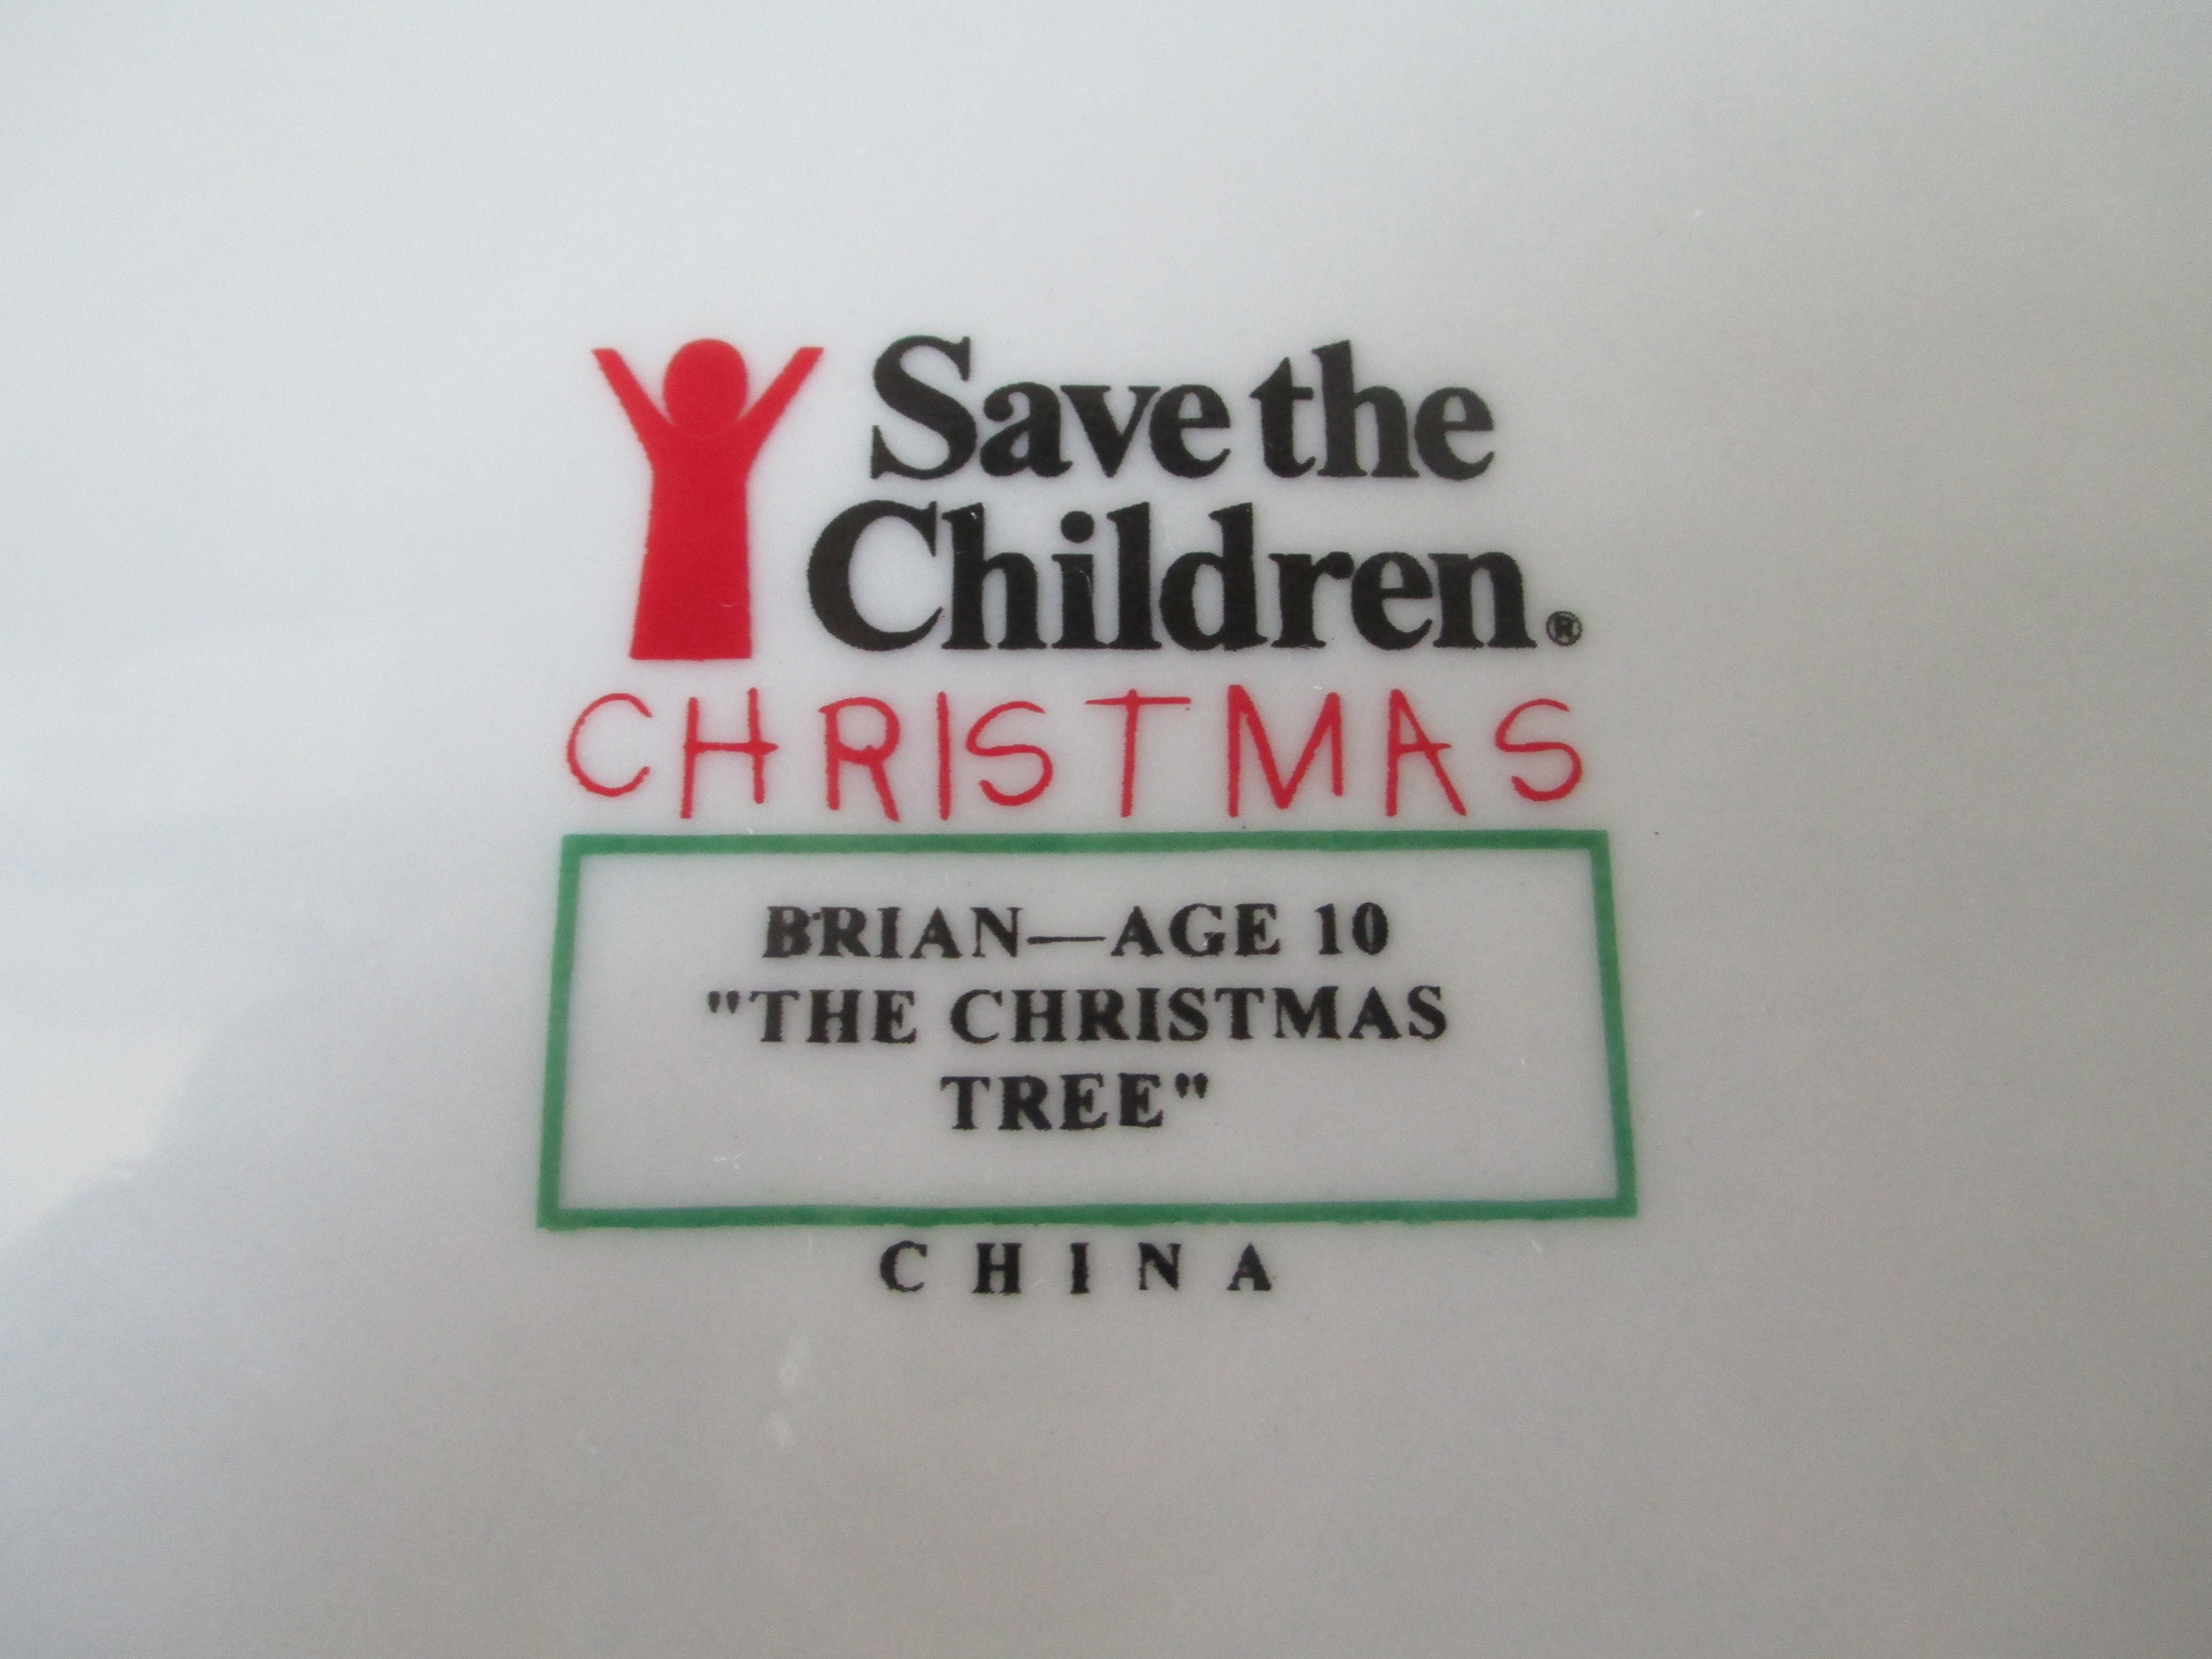 Save the
Children®
CHRISTMAS
BRIAN—AGE 10
"THE CHRISTMAS
TREE"
CHINA